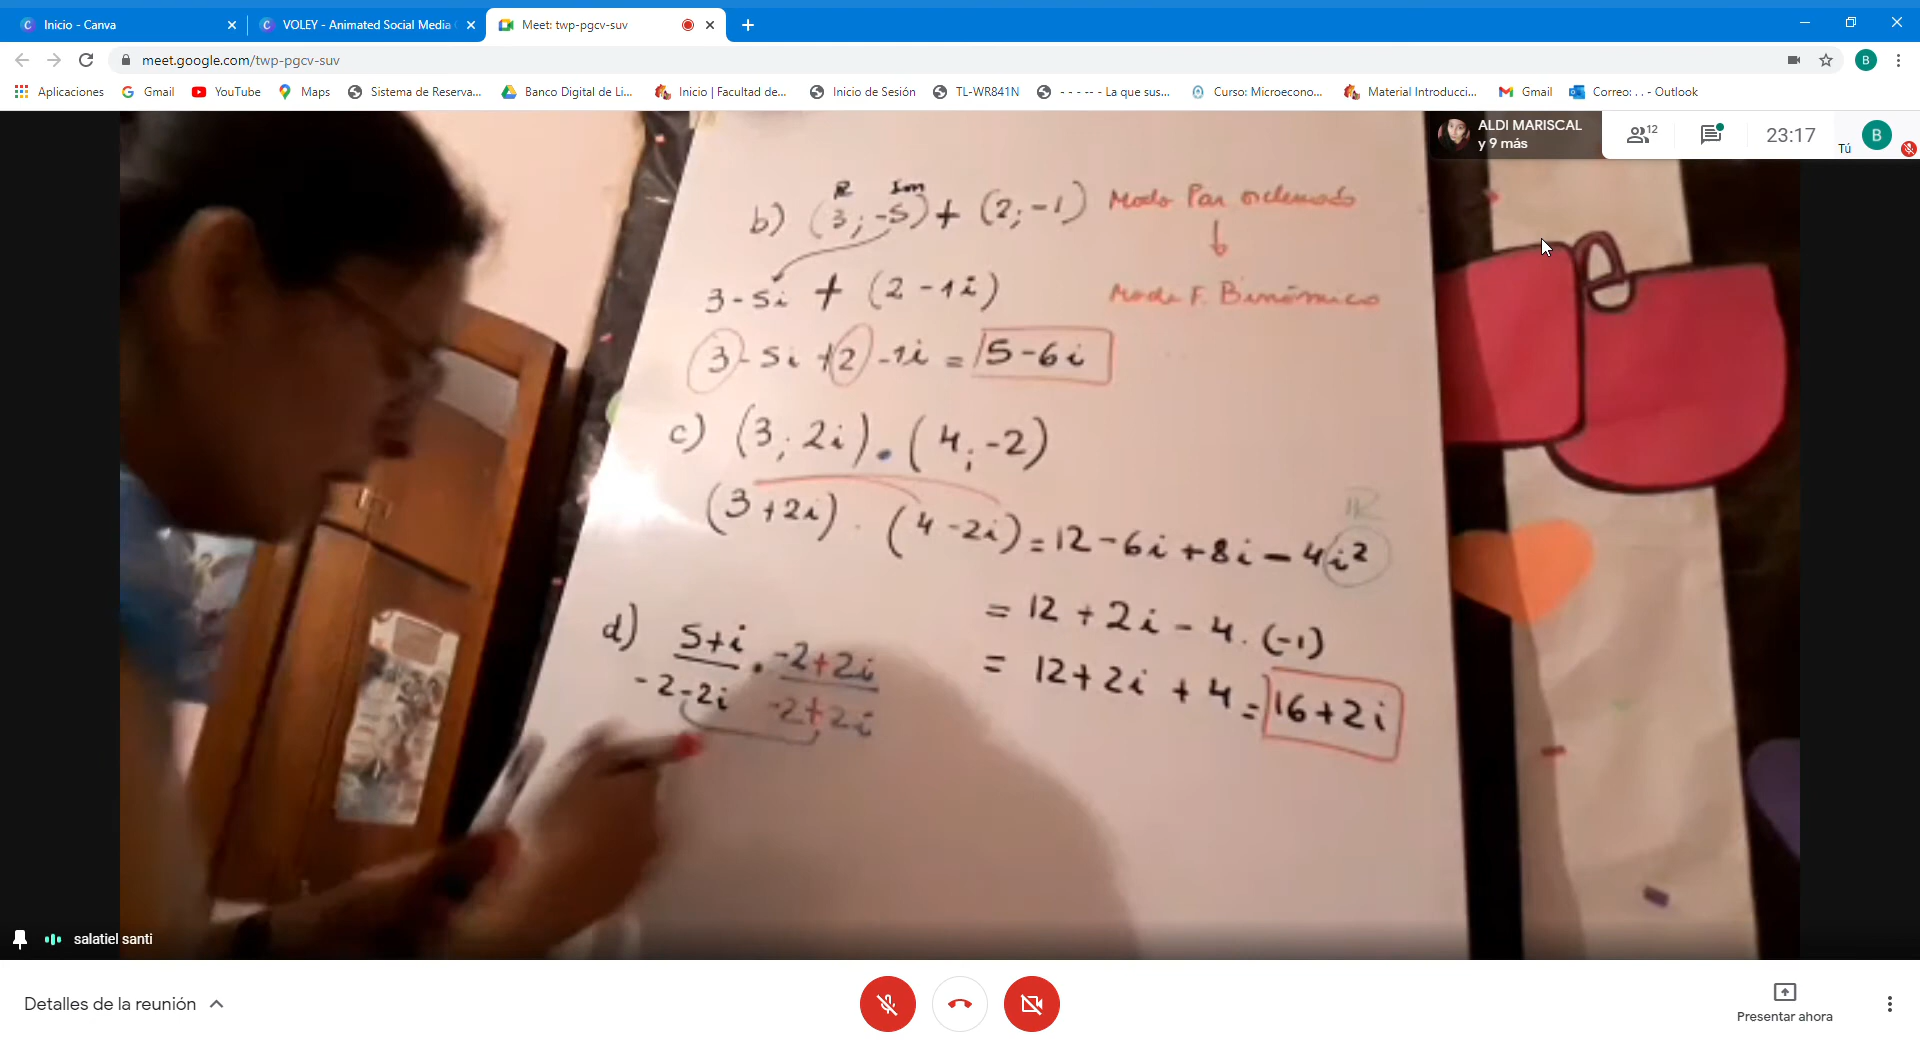 Inicio - Canva
VOLEY - Animated Social Media
Meet: twp-pgcv-suv
meet.google.com/twp-pgcv-suv
B
Aplicaciones
Gmail
YouTube
Maps
Sistema de Reserva...
Banco Digital de Li...
Inicio | Facultad de...
Inicio de Sesión
TL-WR841N
- - - -- - La que sus...
Curso: Microecono...
Material Introducci...
Gmail
Correo: . . - Outlook
ALDI MARISCAL
y 9 más
12
23:17
Tú
B
R Im
b) (3; -5) + (2; -1) Modo Par ordenado
3 - 5i + (2 - 1i) Modo F. Binómico
3 - 5i + 2 - 1i = 5 - 6i
c) (3; 2i) . (4; -2)
(3 + 2i) . (4 - 2i) = 12 - 6i + 8i - 4i²
R
= 12 + 2i - 4 . (-1)
= 12 + 2i + 4 = 16 + 2i
d) 5+i . -2+2i
-2-2i -2+2i
salatiel santi
Detalles de la reunión
Presentar ahora